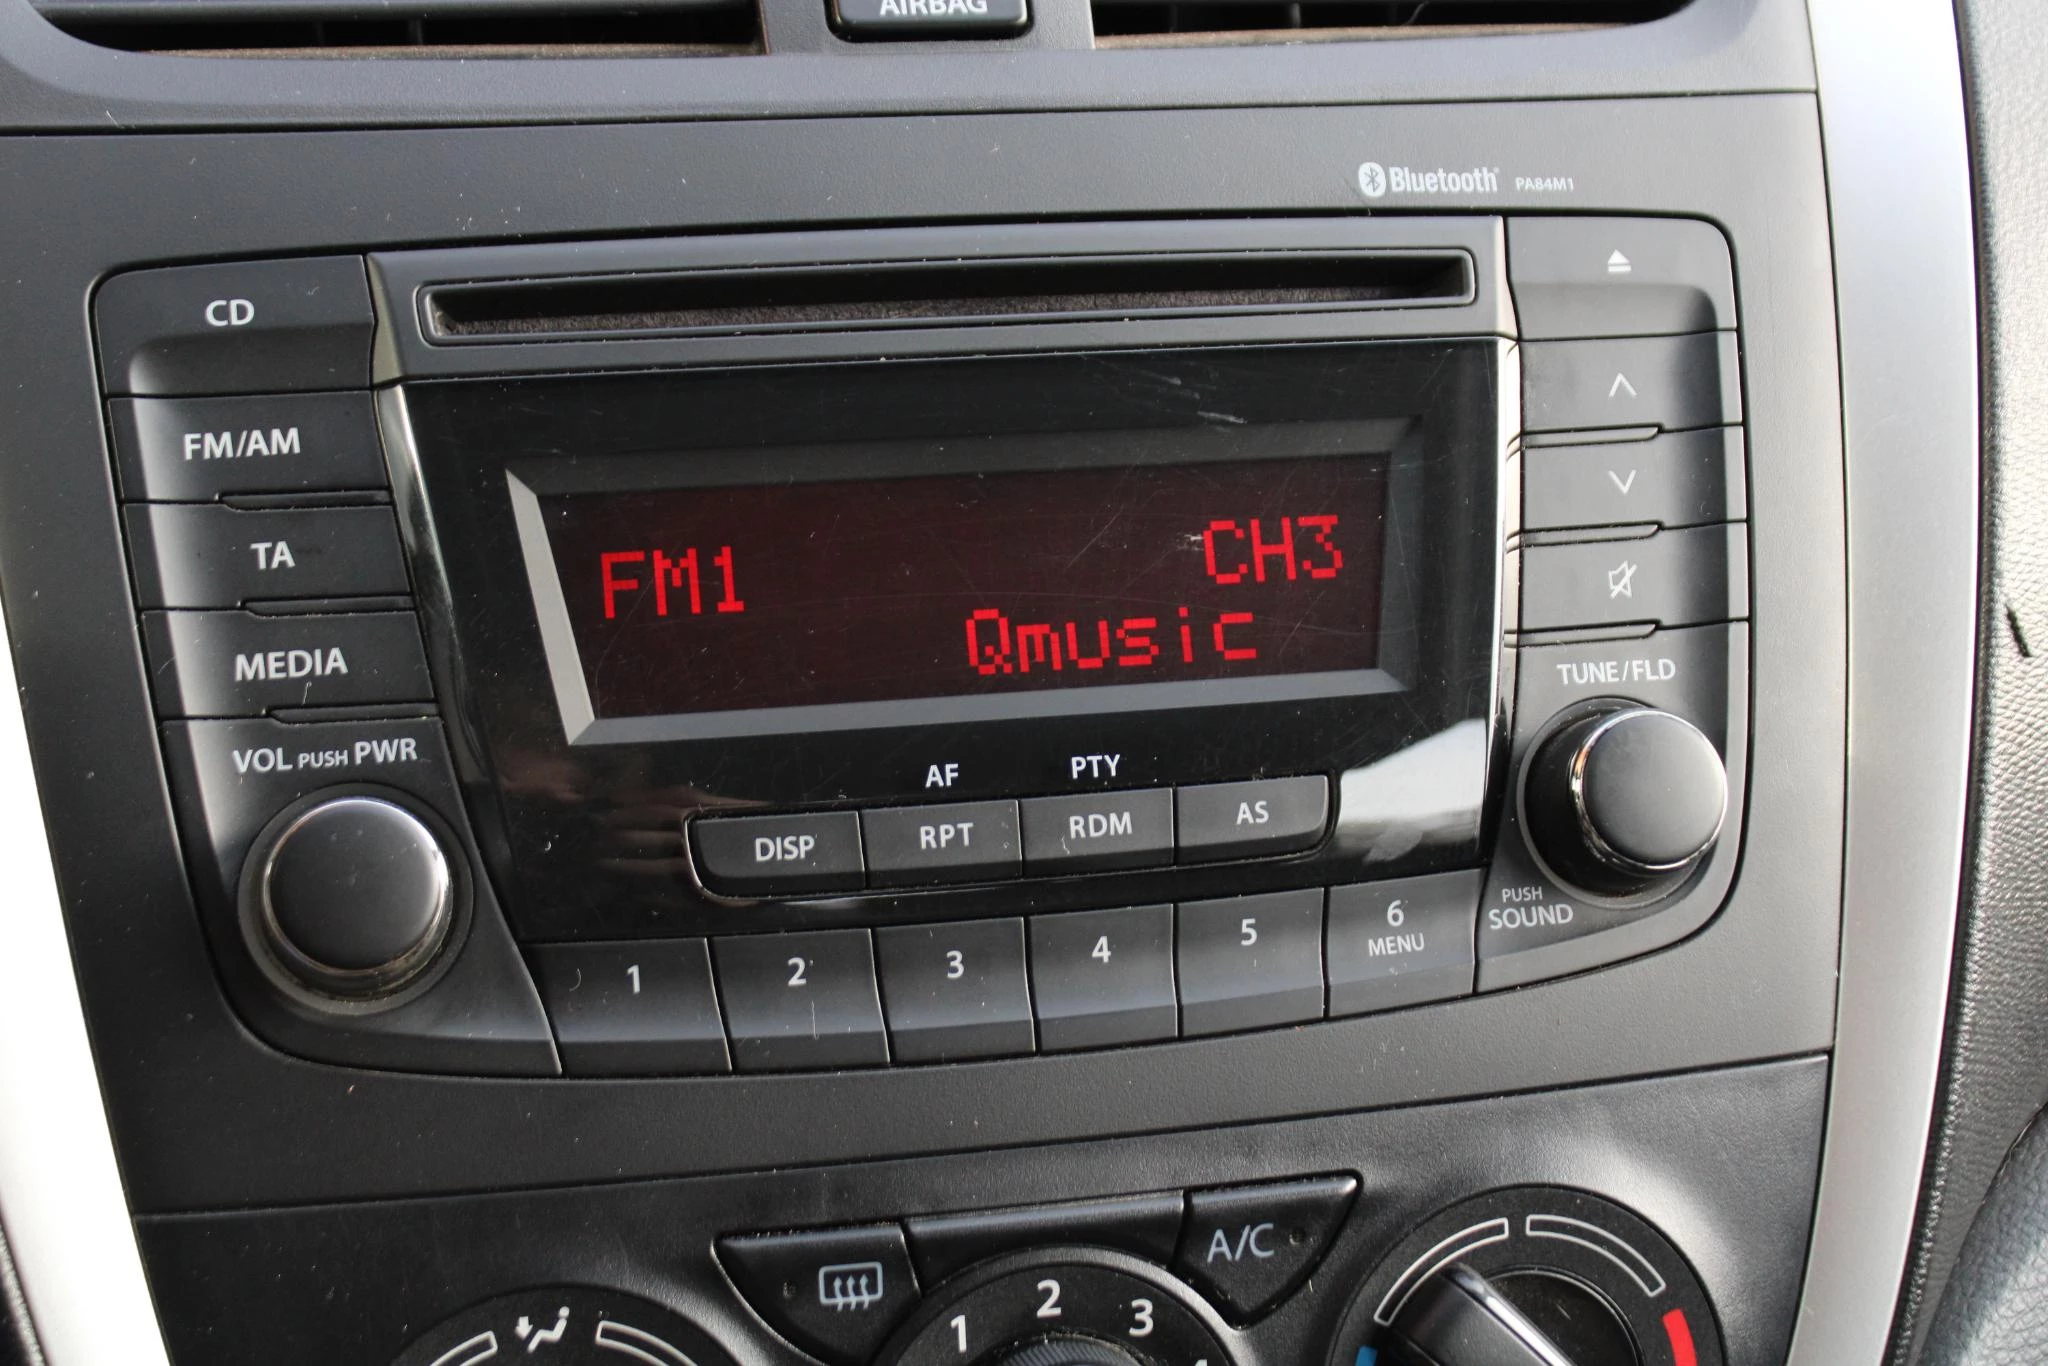 AIRBAG
Bluetooth® PA84M1
CD
FM/AM
TA
MEDIA
VOL PUSH PWR
FM1 CH3
Qmusic
TUNE/FLD
AF PTY
DISP RPT RDM AS
PUSH
SOUND
1 2 3 4 5 6
MENU
A/C
1 2 3